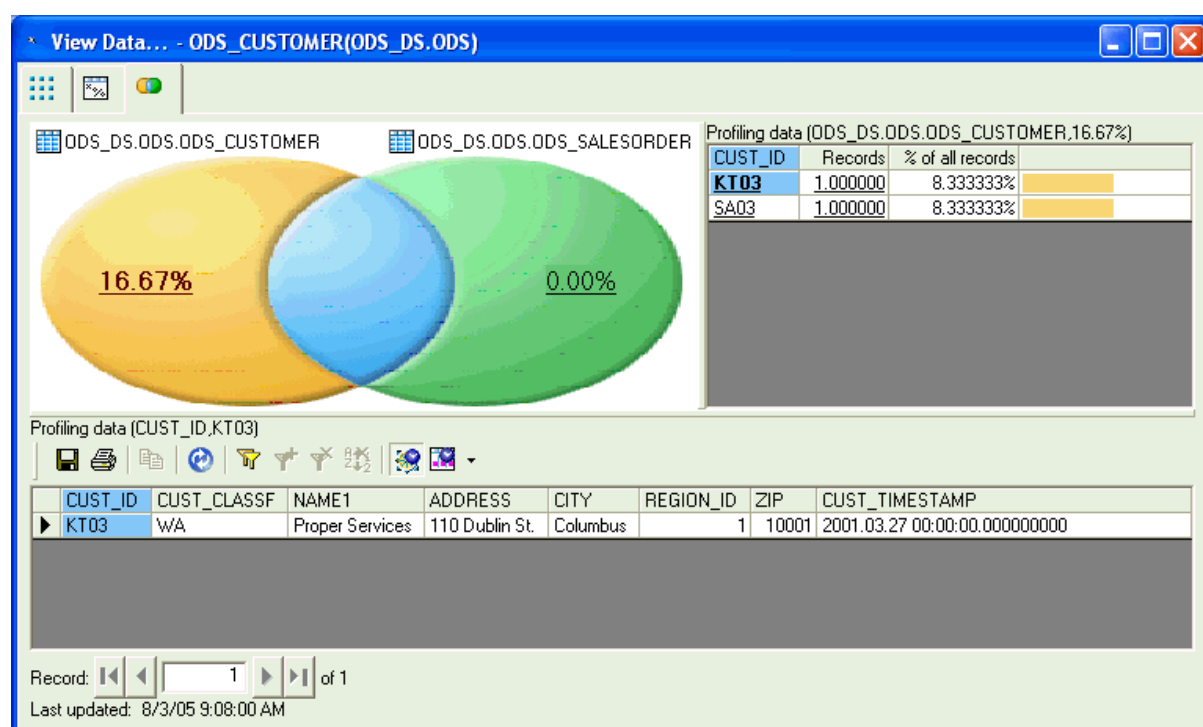 View Data... - ODS_CUSTOMER(ODS_DS.ODS)
ODS_DS.ODS.ODS_CUSTOMER
ODS_DS.ODS.ODS_SALESORDER
16.67%
0.00%
Profiling data (ODS_DS.ODS.ODS_CUSTOMER,16.67%)
CUST_ID Records % of all records
KT03 1.000000 8.333333%
SA03 1.000000 8.333333%
Profiling data (CUST_ID,KT03)
CUST_ID CUST_CLASSF NAME1 ADDRESS CITY REGION_ID ZIP CUST_TIMESTAMP
KT03 WA Proper Services 110 Dublin St. Columbus 1 10001 2001.03.27 00:00:00.000000000
Record: 1 of 1
Last updated: 8/3/05 9:08:00 AM